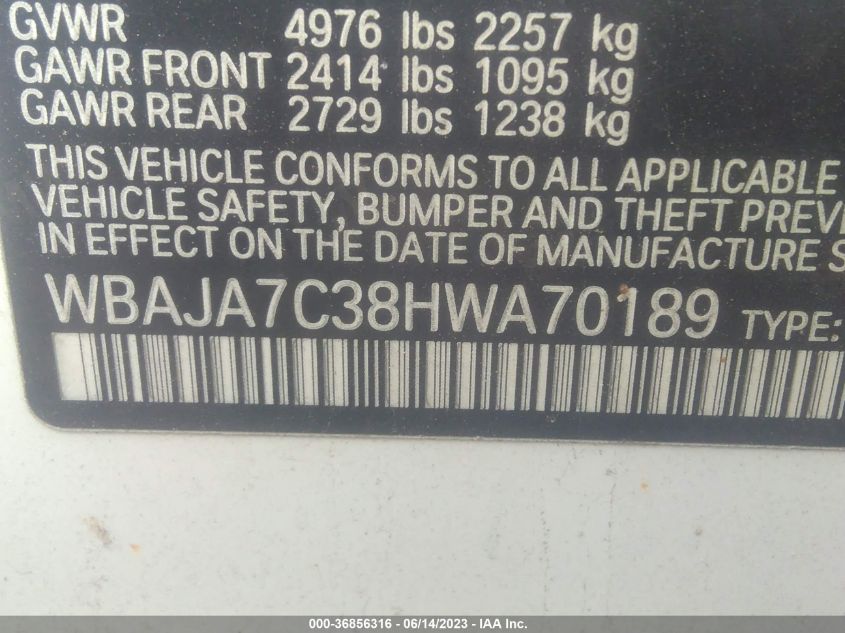 GVWR 4976 lbs 2257 kg
GAWR FRONT 2414 lbs 1095 kg
GAWR REAR 2729 lbs 1238 kg
THIS VEHICLE CONFORMS TO ALL APPLICABLE
VEHICLE SAFETY, BUMPER AND THEFT PREVE
IN EFFECT ON THE DATE OF MANUFACTURE S
WBAJA7C38HWA70189 TYPE:
000-36856316 - 06/14/2023 - IAA Inc.